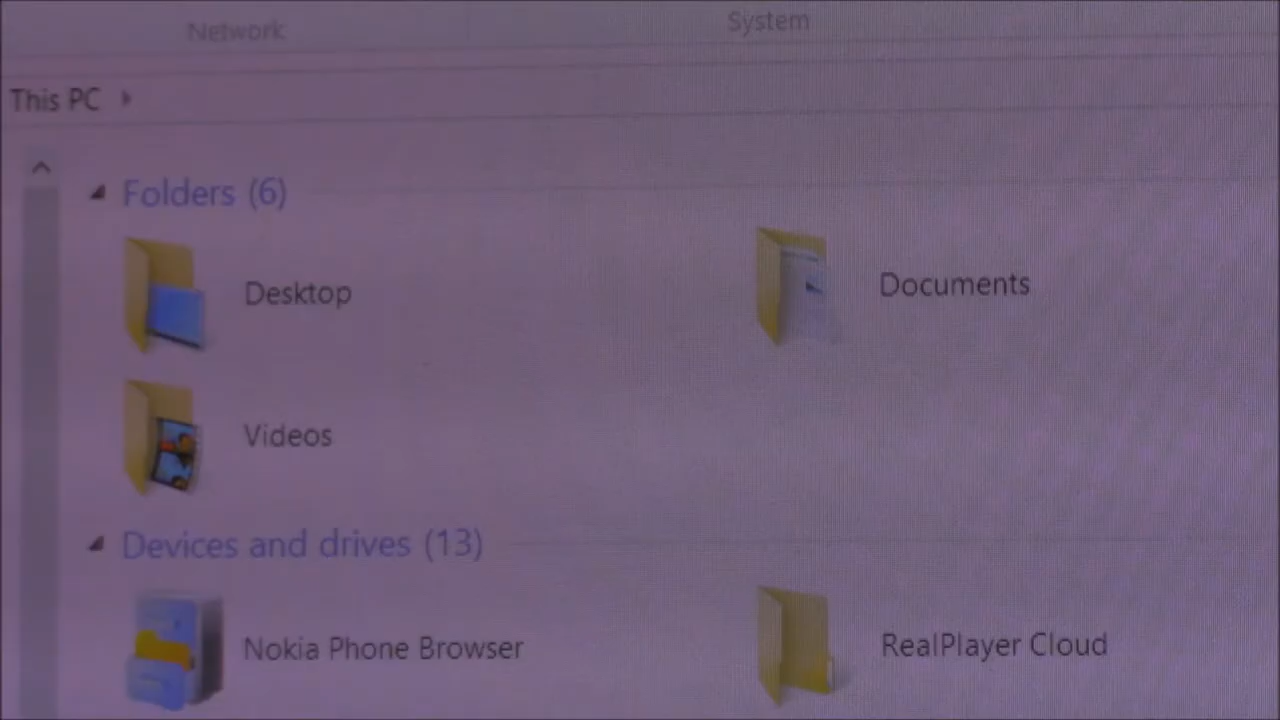 Network System
This PC
Folders (6)
Desktop Documents
Videos
Devices and drives (13)
Nokia Phone Browser RealPlayer Cloud